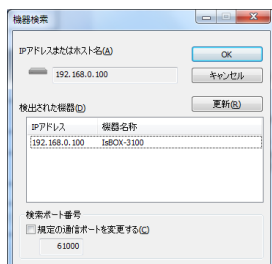 機器検索
IPアドレスまたはホスト名(A)
192.168.0.100
OK
キャンセル
検出された機器(D)
更新(R)
IPアドレス 機器名称
192.168.0.100 IsBOX-3100
検索ポート番号
規定の通信ポートを変更する(C)
61000